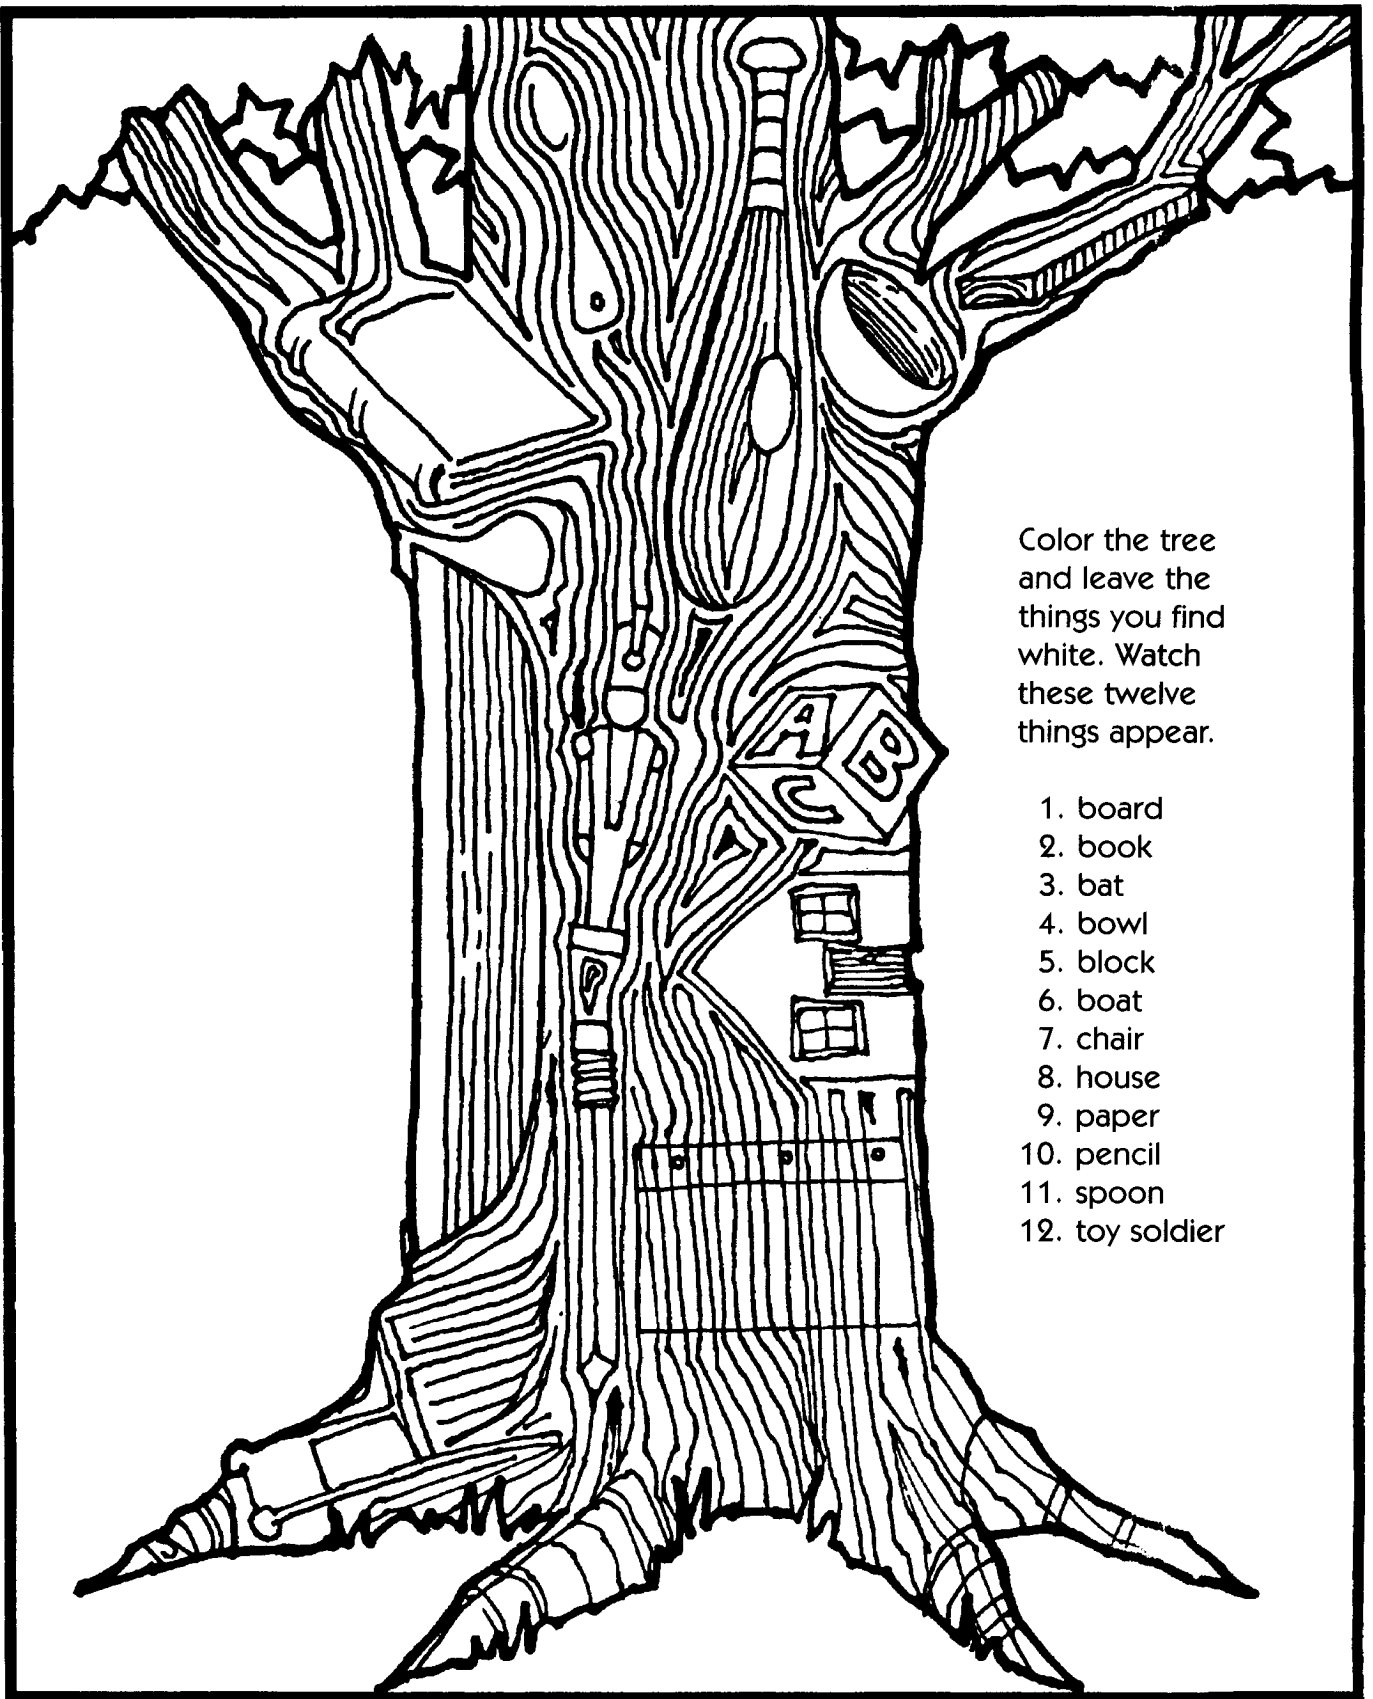 A
B
C
Color the tree
and leave the
things you find
white. Watch
these twelve
things appear.
1. board
2. book
3. bat
4. bowl
5. block
6. boat
7. chair
8. house
9. paper
10. pencil
11. spoon
12. toy soldier